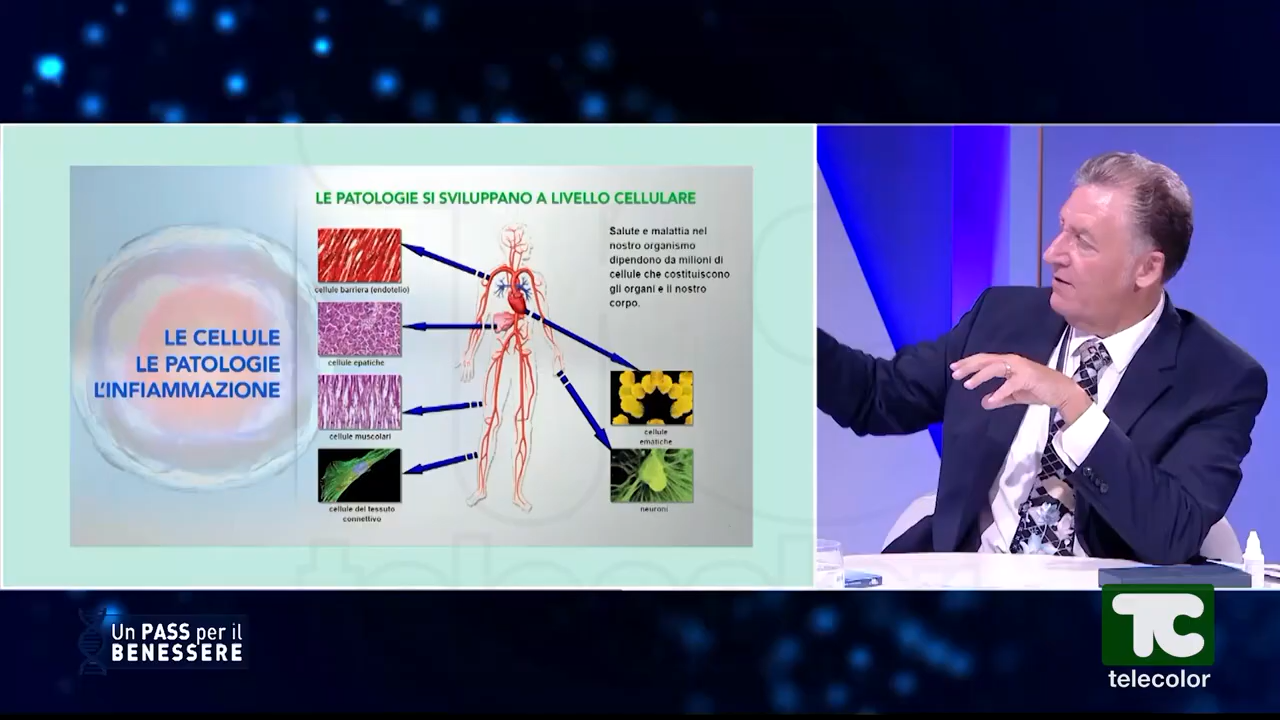 LE PATOLOGIE SI SVILUPPANO A LIVELLO CELLULARE
LE CELLULE
LE PATOLOGIE
L'INFIAMMAZIONE
cellule barriera (endotelio)
cellule epatiche
cellule muscolari
cellule del tessuto
connettivo
Salute e malattia nel
nostro organismo
dipendono da milioni di
cellule che costituiscono
gli organi e il nostro
corpo.
cellule
ematiche
neuroni
Un PASS per il
BENESSERE
TC
telecolor
telecolor